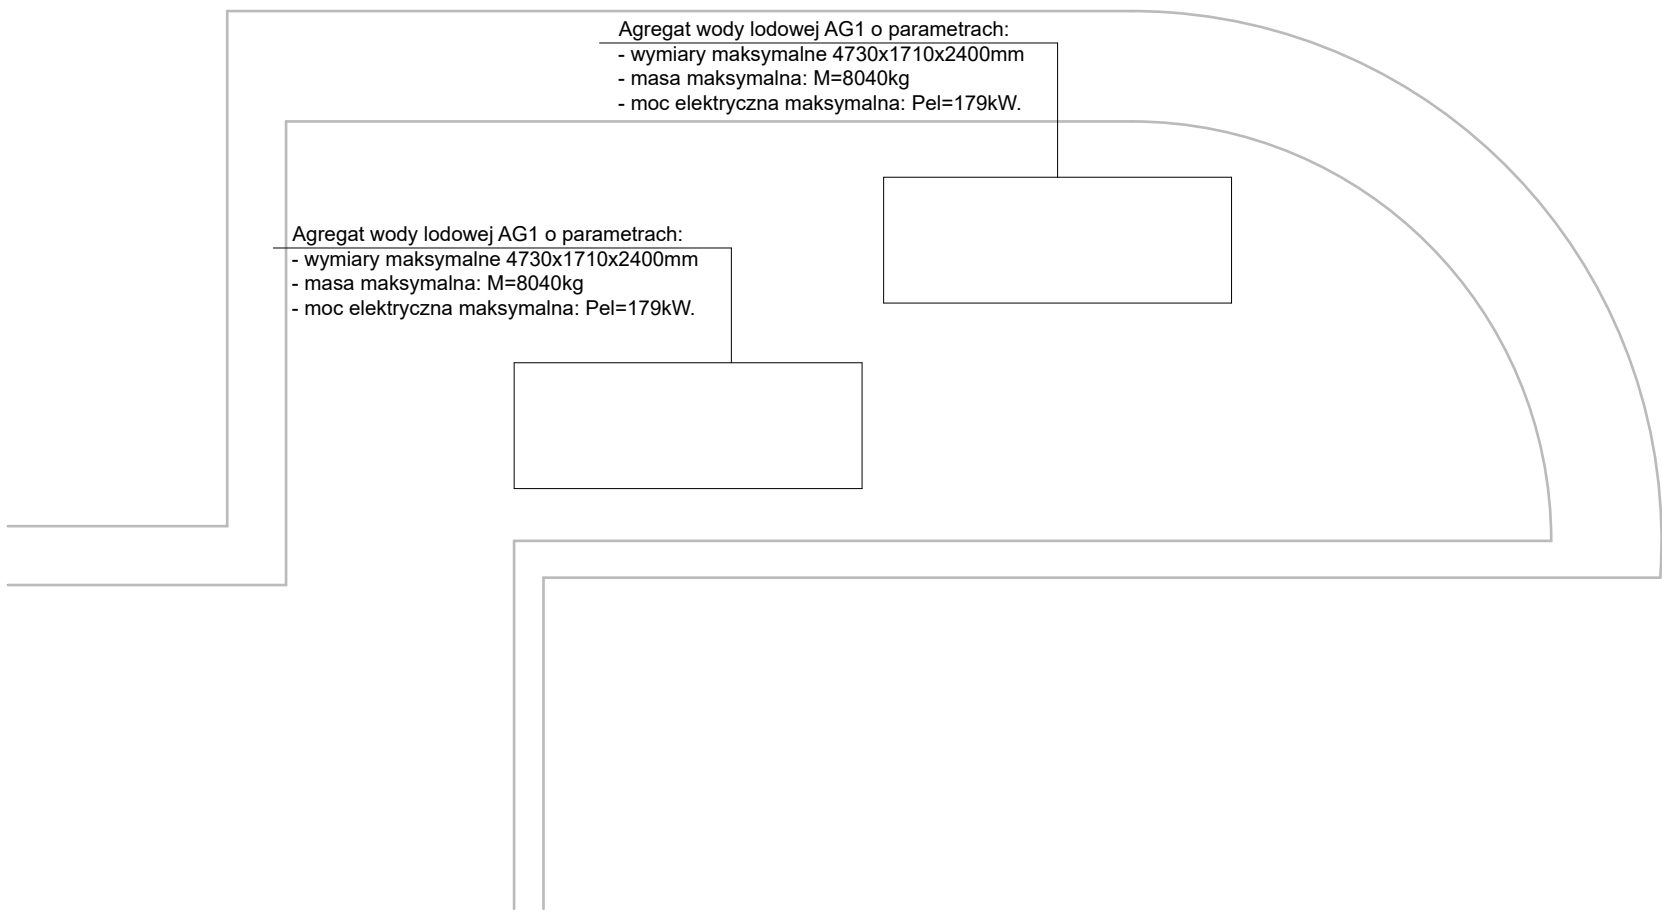 Agregat wody lodowej AG1 o parametrach:
- wymiary maksymalne 4730x1710x2400mm
- masa maksymalna: M=8040kg
- moc elektryczna maksymalna: Pel=179kW.
Agregat wody lodowej AG1 o parametrach:
- wymiary maksymalne 4730x1710x2400mm
- masa maksymalna: M=8040kg
- moc elektryczna maksymalna: Pel=179kW.